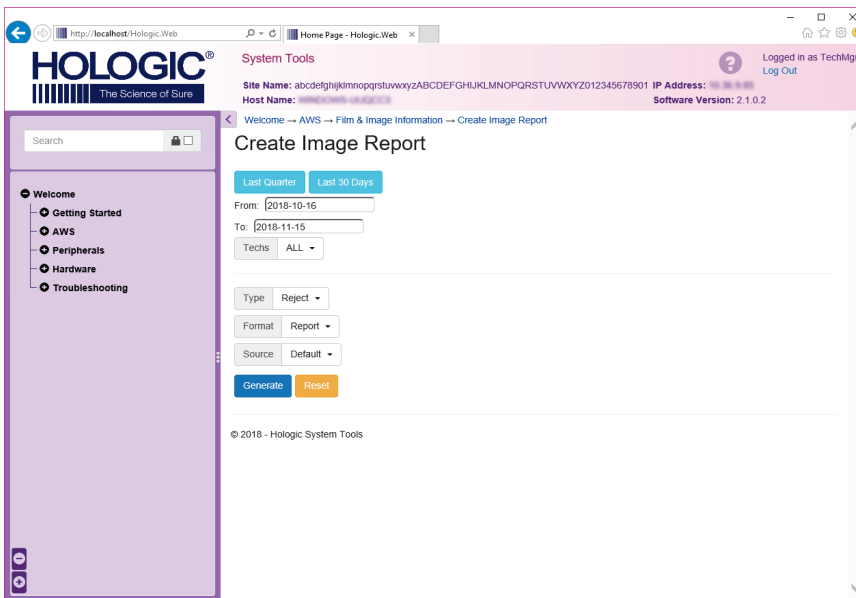 http://localhost/Hologic.Web
Home Page - Hologic.Web
HOLOGIC®
The Science of Sure
System Tools
Logged in as TechMgr
Log Out
Site Name: abcdefghijklmnopqrstuvwxyzABCDEFGHIJKLMNOPQRSTUVWXYZ012345678901 IP Address:
Host Name:
Software Version: 2.1.0.2
Search
Welcome → AWS → Film & Image Information → Create Image Report
Create Image Report
Last Quarter Last 30 Days
From: 2018-10-16
To: 2018-11-15
Techs ALL
Type Reject
Format Report
Source Default
Generate Reset
© 2018 - Hologic System Tools
Welcome
Getting Started
AWS
Peripherals
Hardware
Troubleshooting